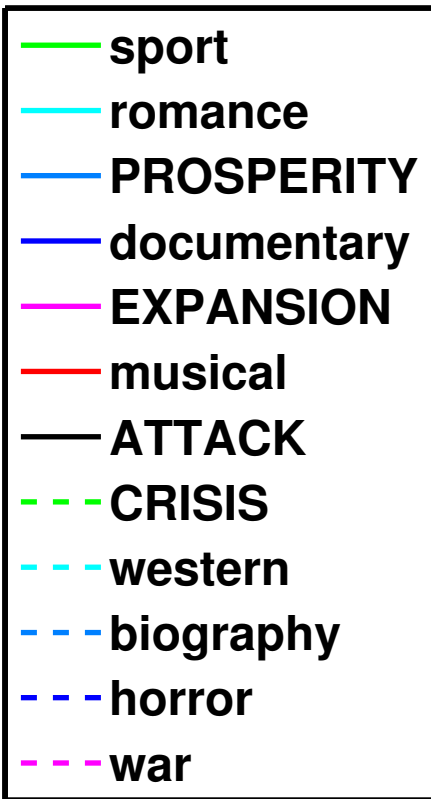 sport
romance
PROSPERITY
documentary
EXPANSION
musical
ATTACK
CRISIS
western
biography
horror
war